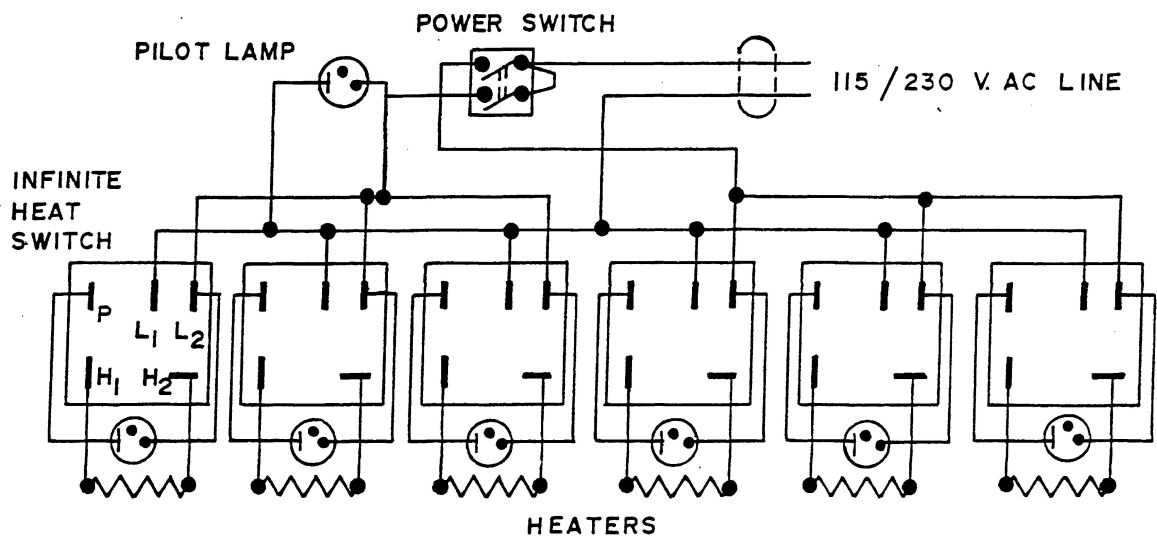 POWER SWITCH
PILOT LAMP
115/230 V. AC LINE
INFINITE
HEAT
SWITCH
P
L1 L2
H1 H2
HEATERS